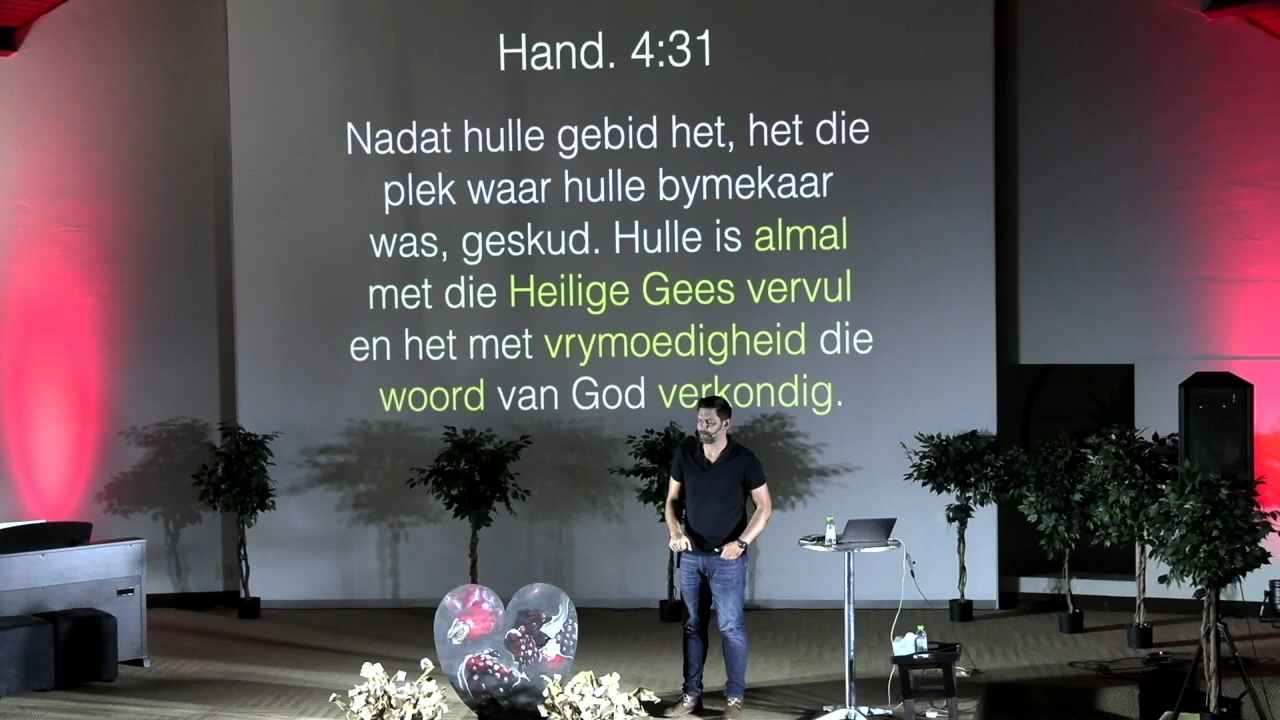 Hand. 4:31
Nadat hulle gebid het, het die
plek waar hulle bymekaar
was, geskud. Hulle is almal
met die Heilige Gees vervul
en het met vrymoedigheid die
woord van God verkondig.